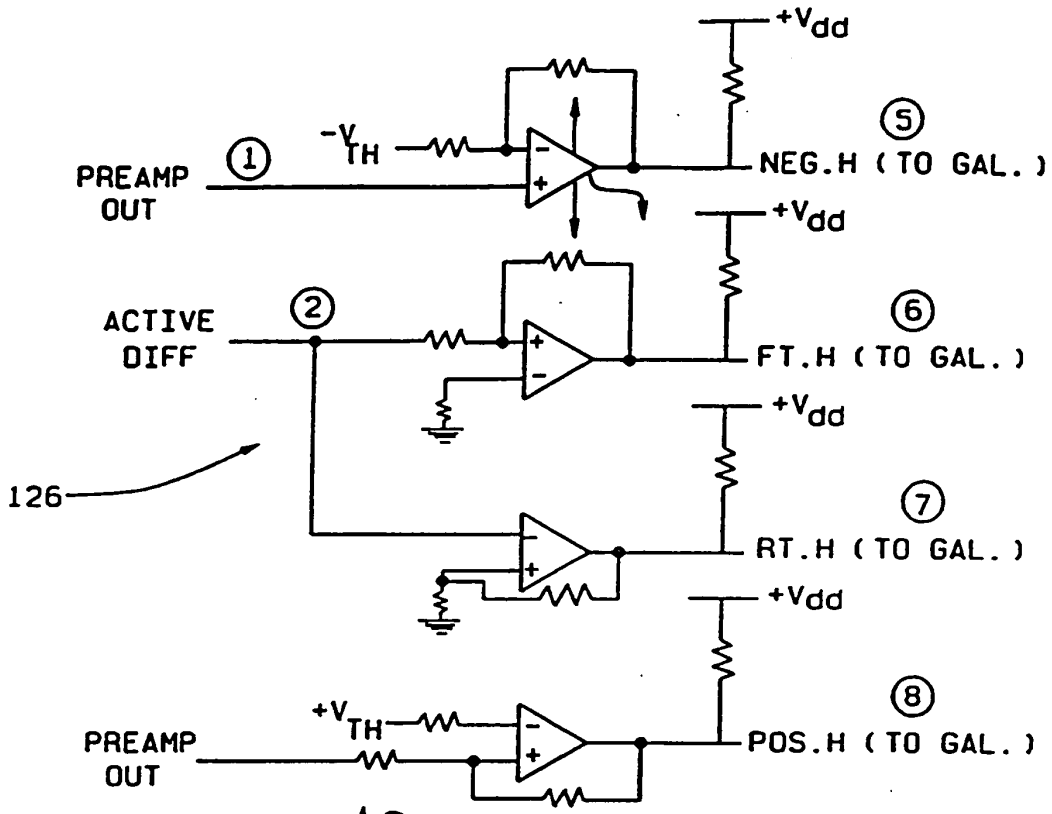 +Vdd
-VTH
①
⑤
PREAMP
OUT
NEG.H (TO GAL.)
+Vdd
②
⑥
ACTIVE
DIFF
FT.H (TO GAL.)
+Vdd
126
⑦
RT.H (TO GAL.)
+Vdd
⑧
+VTH
PREAMP
OUT
POS.H (TO GAL.)
- +
+ -
- +
- +